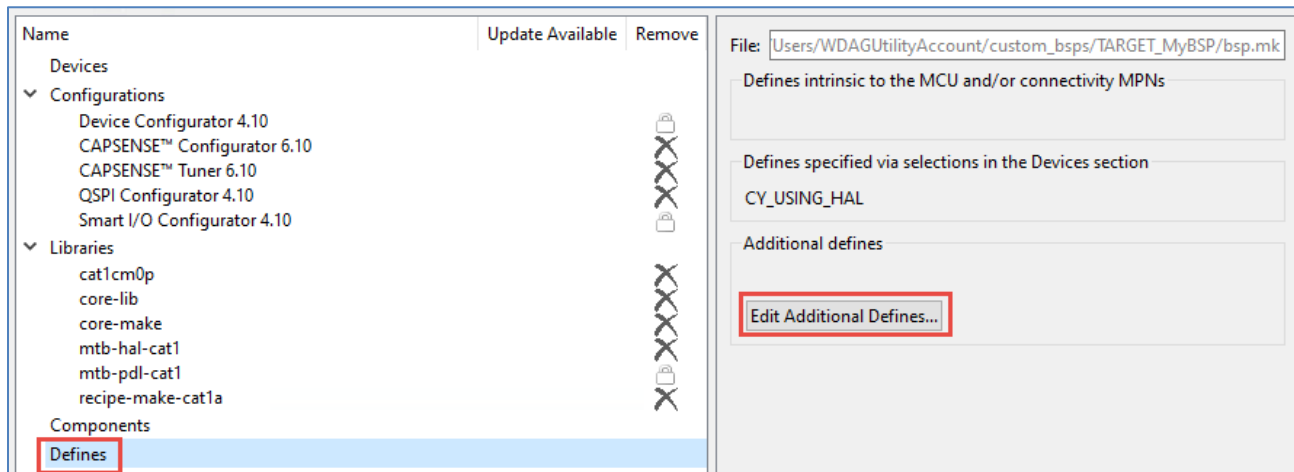 Name Update Available Remove
Devices
Configurations
Device Configurator 4.10
CAPSENSE™ Configurator 6.10
CAPSENSE™ Tuner 6.10
QSPI Configurator 4.10
Smart I/O Configurator 4.10
Libraries
cat1cm0p
core-lib
core-make
mtb-hal-cat1
mtb-pdl-cat1
recipe-make-cat1a
Components
Defines
File: /Users/WDAGUtilityAccount/custom_bsps/TARGET_MyBSP/bsp.mk
Defines intrinsic to the MCU and/or connectivity MPNs
Defines specified via selections in the Devices section
CY_USING_HAL
Additional defines
Edit Additional Defines...